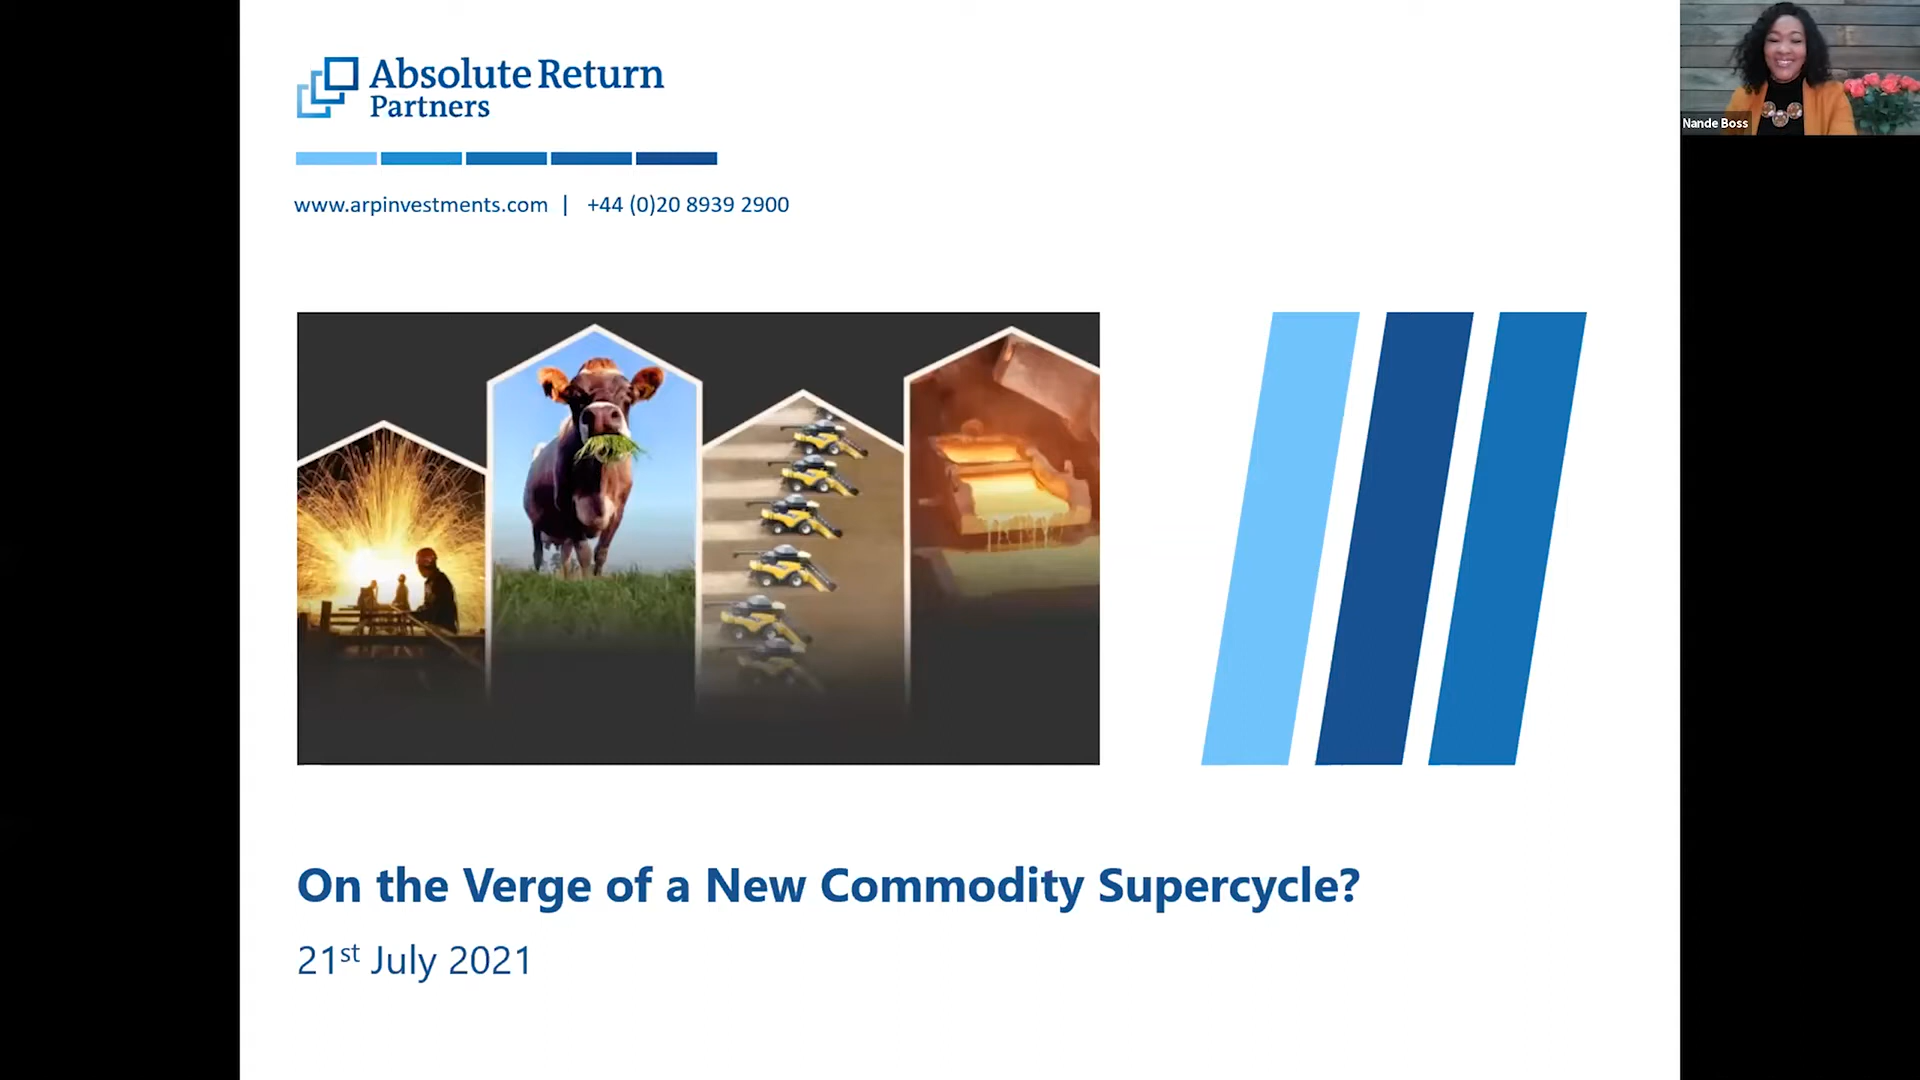 Absolute Return
Partners
www.arpinvestments.com | +44 (0)20 8939 2900
Nande Boss
On the Verge of a New Commodity Supercycle?
21st July 2021